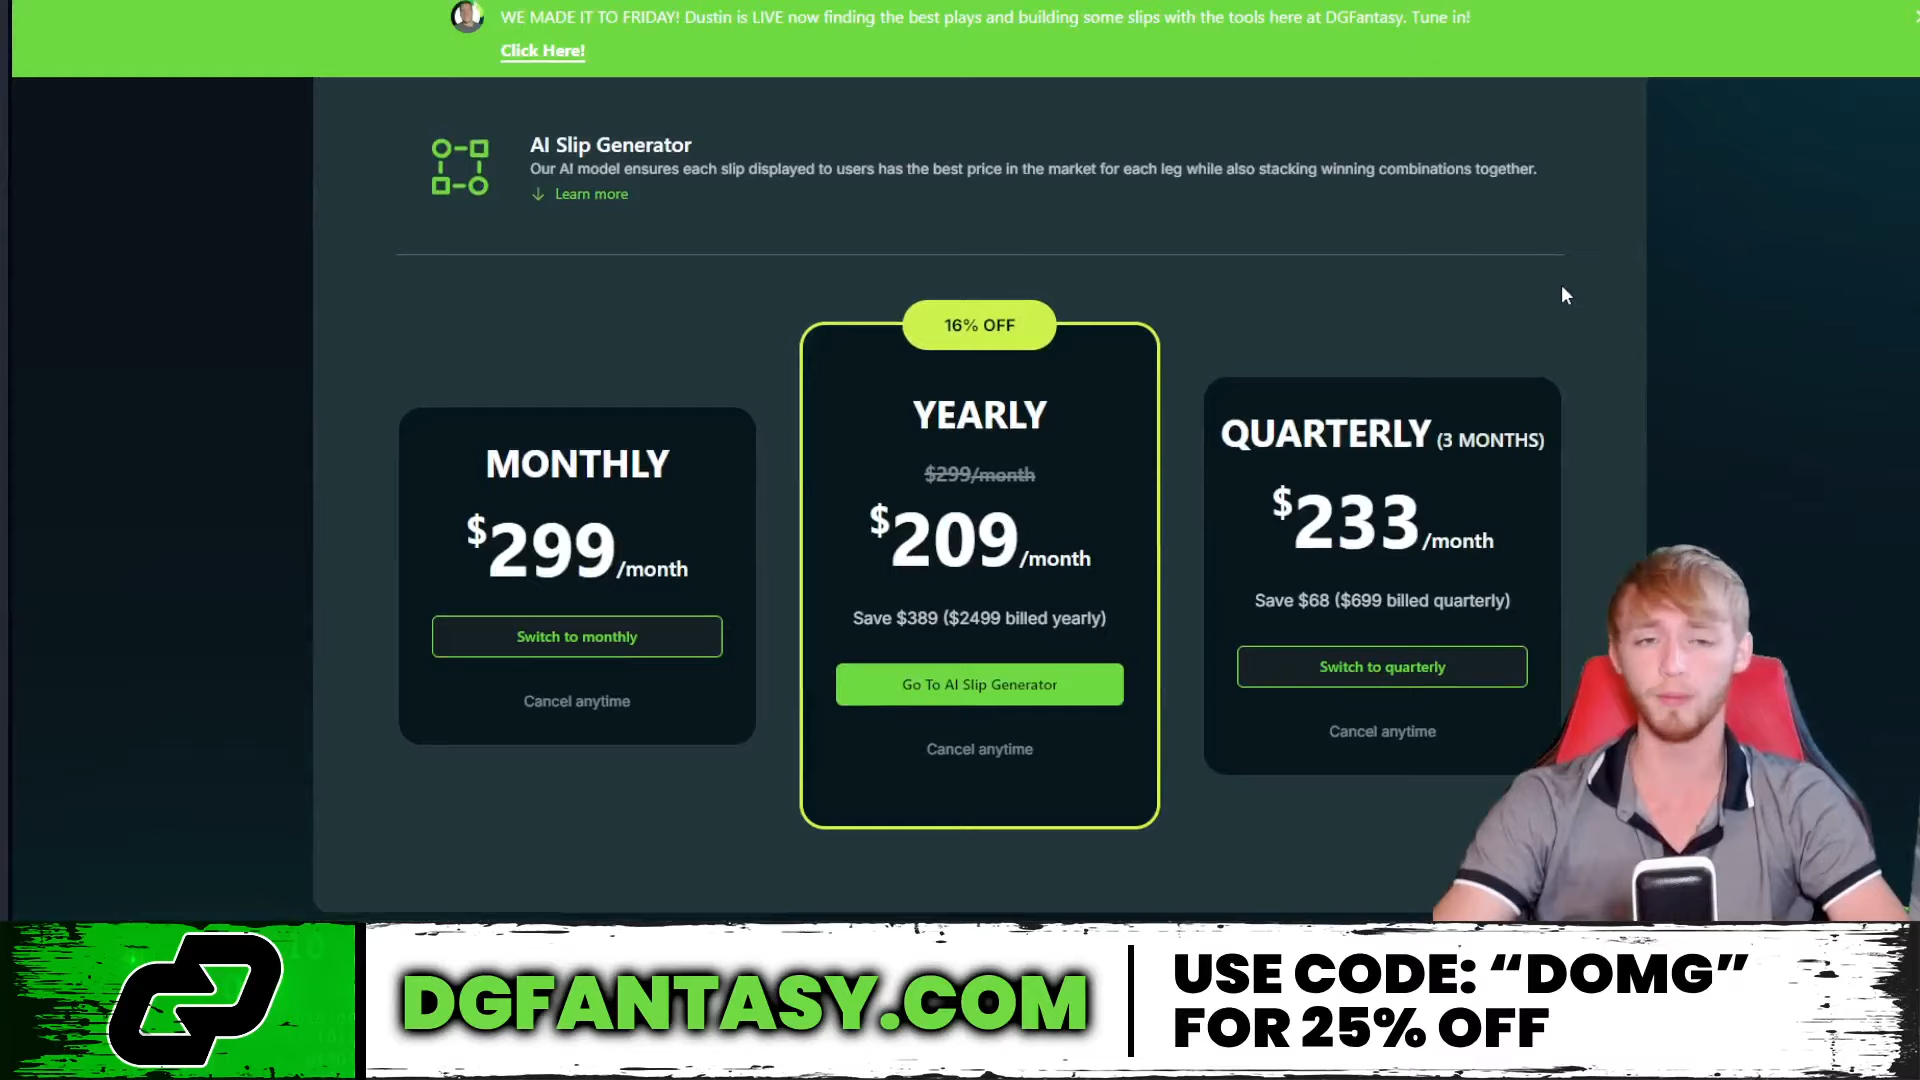 WE MADE IT TO FRIDAY! Dustin is LIVE now finding the best plays and building some slips with the tools here at DGFantasy. Tune in!
Click Here!
AI Slip Generator
Our AI model ensures each slip displayed to users has the best price in the market for each leg while also stacking winning combinations together.
Learn more
MONTHLY
$299/month
Switch to monthly
Cancel anytime
16% OFF
YEARLY
$299/month
$209/month
Save $389 ($2499 billed yearly)
Go To AI Slip Generator
Cancel anytime
QUARTERLY (3 MONTHS)
$233/month
Save $68 ($699 billed quarterly)
Switch to quarterly
Cancel anytime
DGFANTASY.COM
USE CODE: “DOMG”
FOR 25% OFF